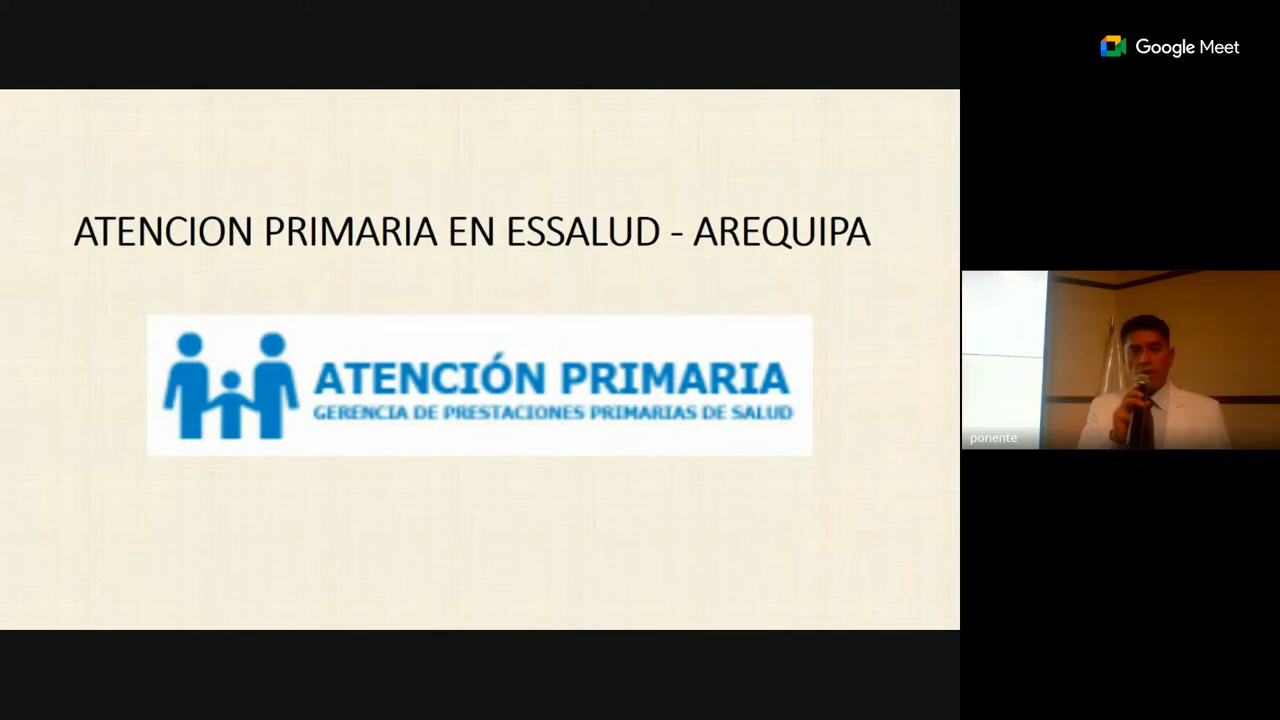 Google Meet
ATENCION PRIMARIA EN ESSALUD - AREQUIPA
ATENCIÓN PRIMARIA
GERENCIA DE PRESTACIONES PRIMARIAS DE SALUD
ponente